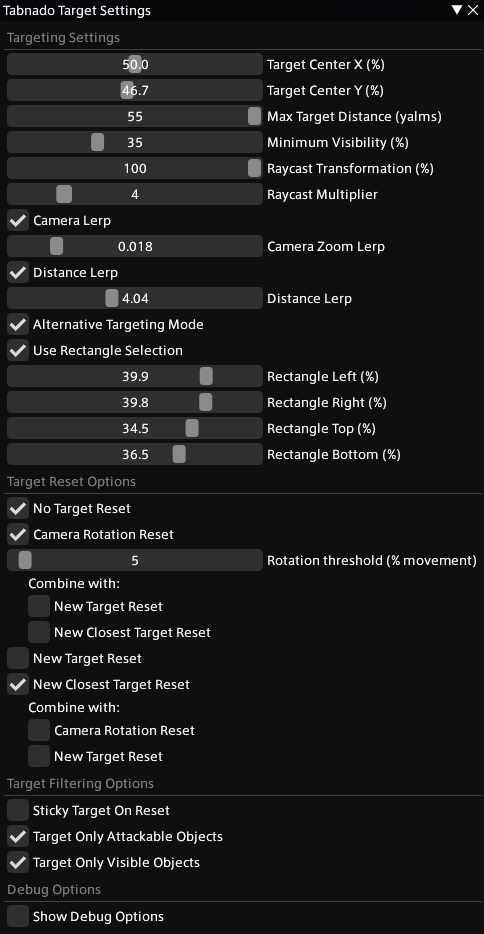 Tabnado Target Settings
Targeting Settings
50.0 Target Center X (%)
46.7 Target Center Y (%)
55 Max Target Distance (yalms)
35 Minimum Visibility (%)
100 Raycast Transformation (%)
4 Raycast Multiplier
Camera Lerp
0.018 Camera Zoom Lerp
Distance Lerp
4.04 Distance Lerp
Alternative Targeting Mode
Use Rectangle Selection
39.9 Rectangle Left (%)
39.8 Rectangle Right (%)
34.5 Rectangle Top (%)
36.5 Rectangle Bottom (%)
Target Reset Options
No Target Reset
Camera Rotation Reset
5 Rotation threshold (% movement)
Combine with:
New Target Reset
New Closest Target Reset
New Target Reset
New Closest Target Reset
Combine with:
Camera Rotation Reset
New Target Reset
Target Filtering Options
Sticky Target On Reset
Target Only Attackable Objects
Target Only Visible Objects
Debug Options
Show Debug Options